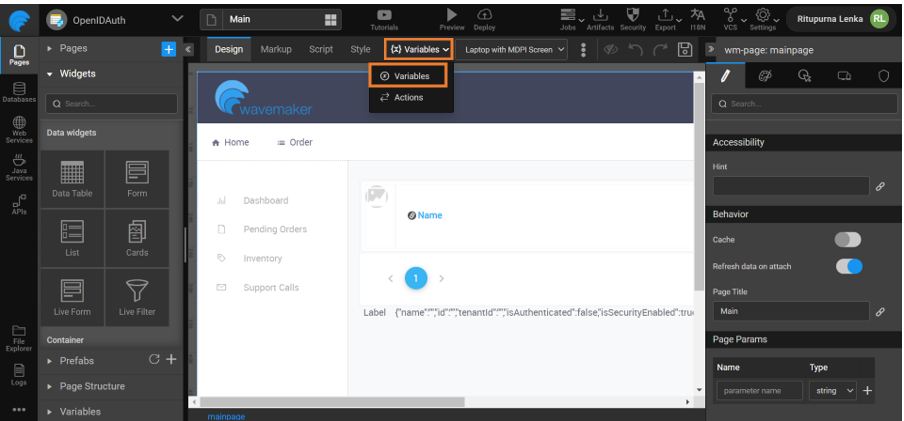 OpenIDAuth
Main
Tutorials
Preview
Deploy
Jobs
Artifacts
Security
Export
I18N
VCS
Settings
Ritupurna Lenka
RL
Pages
Pages
Design
Markup
Script
Style
{x} Variables
Laptop with MDPI Screen
wm-page: mainpage
Variables
Actions
Widgets
Search...
Databases
Web
Services
Java
Services
APIs
File
Explorer
Logs
Data widgets
Data Table
Form
List
Cards
Live Form
Live Filter
Container
Prefabs
Page Structure
Variables
wavemaker
Home
Order
Dashboard
Pending Orders
Inventory
Support Calls
Name
1
Label {"name":"","id":"","tenantId":"","isAuthenticated":false,"isSecurityEnabled":true
mainpage
Search...
Accessibility
Hint
Behavior
Cache
Refresh data on attach
Page Title
Main
Page Params
Name
Type
parameter name
string